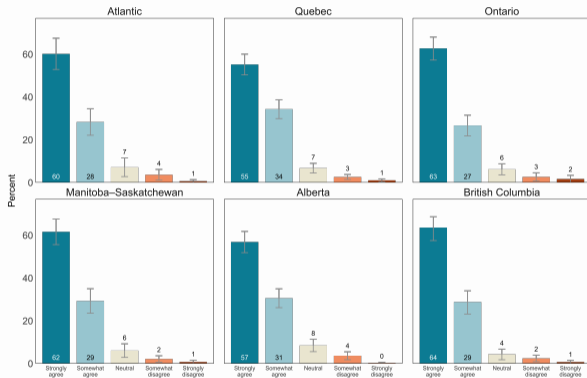 Atlantic Quebec Ontario
Percent
60
40
20
0
60 28 7 4 1
55 34 7 3 1
63 27 6 3 2
Manitoba–Saskatchewan Alberta British Columbia
60
40
20
0
62 29 6 2 1
57 31 8 4 0
64 29 4 2 1
Strongly agree Somewhat agree Neutral Somewhat disagree Strongly disagree
Strongly agree Somewhat agree Neutral Somewhat disagree Strongly disagree
Strongly agree Somewhat agree Neutral Somewhat disagree Strongly disagree